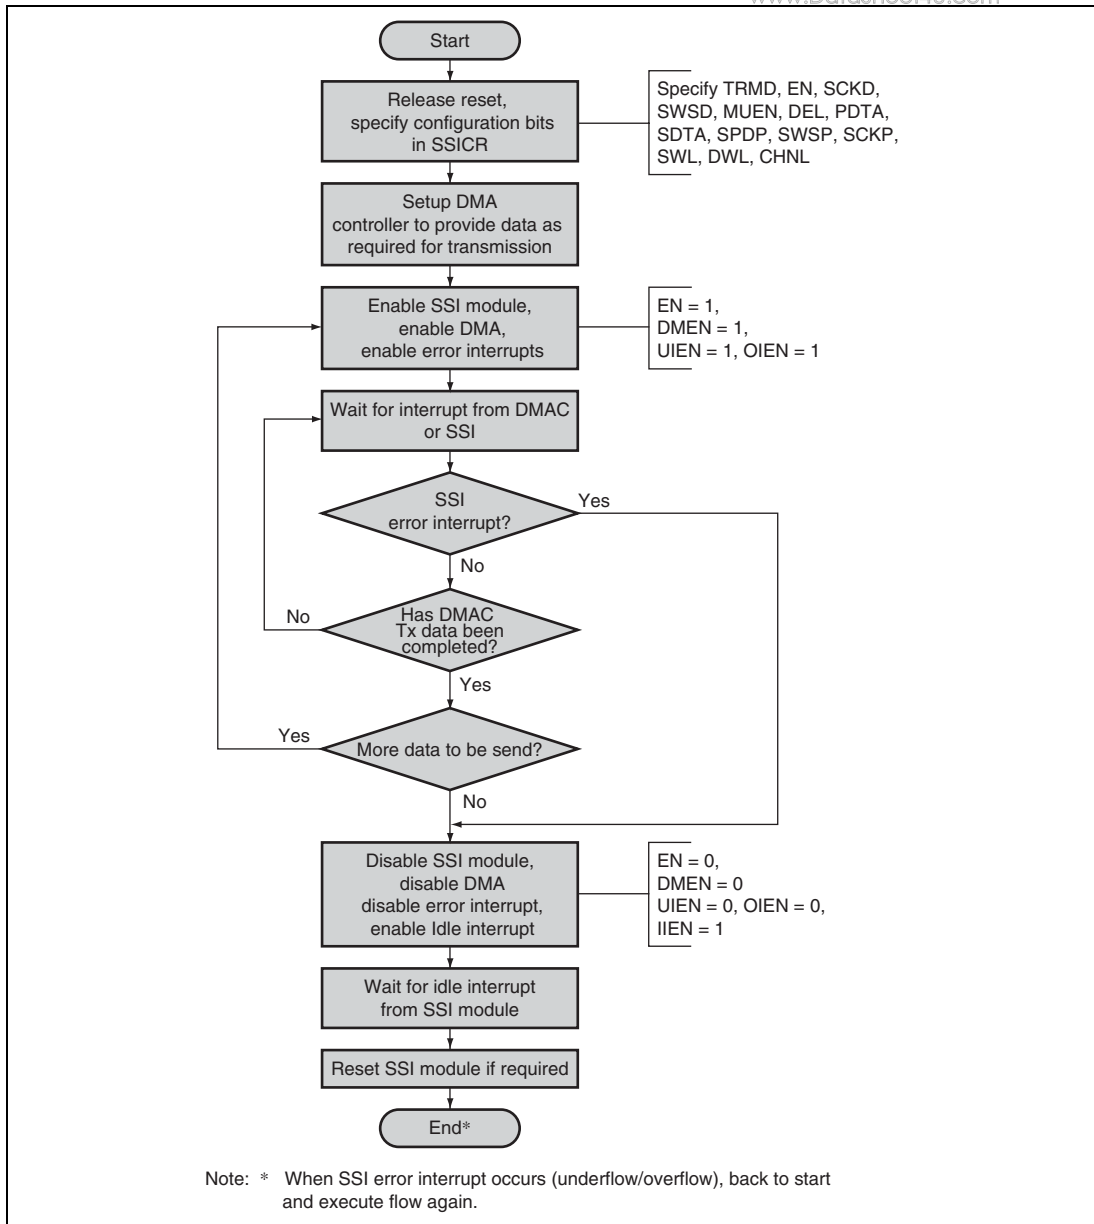 Start
Release reset,
specify configuration bits
in SSICR
Specify TRMD, EN, SCKD,
SWSD, MUEN, DEL, PDTA,
SDTA, SPDP, SWSP, SCKP,
SWL, DWL, CHNL
Setup DMA
controller to provide data as
required for transmission
Enable SSI module,
enable DMA,
enable error interrupts
EN = 1,
DMEN = 1,
UIEN = 1, OIEN = 1
Wait for interrupt from DMAC
or SSI
SSI
error interrupt?
Yes
No
Has DMAC
Tx data been
completed?
No
Yes
More data to be send?
Yes
No
Disable SSI module,
disable DMA
disable error interrupt,
enable Idle interrupt
EN = 0,
DMEN = 0
UIEN = 0, OIEN = 0,
IIEN = 1
Wait for idle interrupt
from SSI module
Reset SSI module if required
End*
Note: * When SSI error interrupt occurs (underflow/overflow), back to start
and execute flow again.